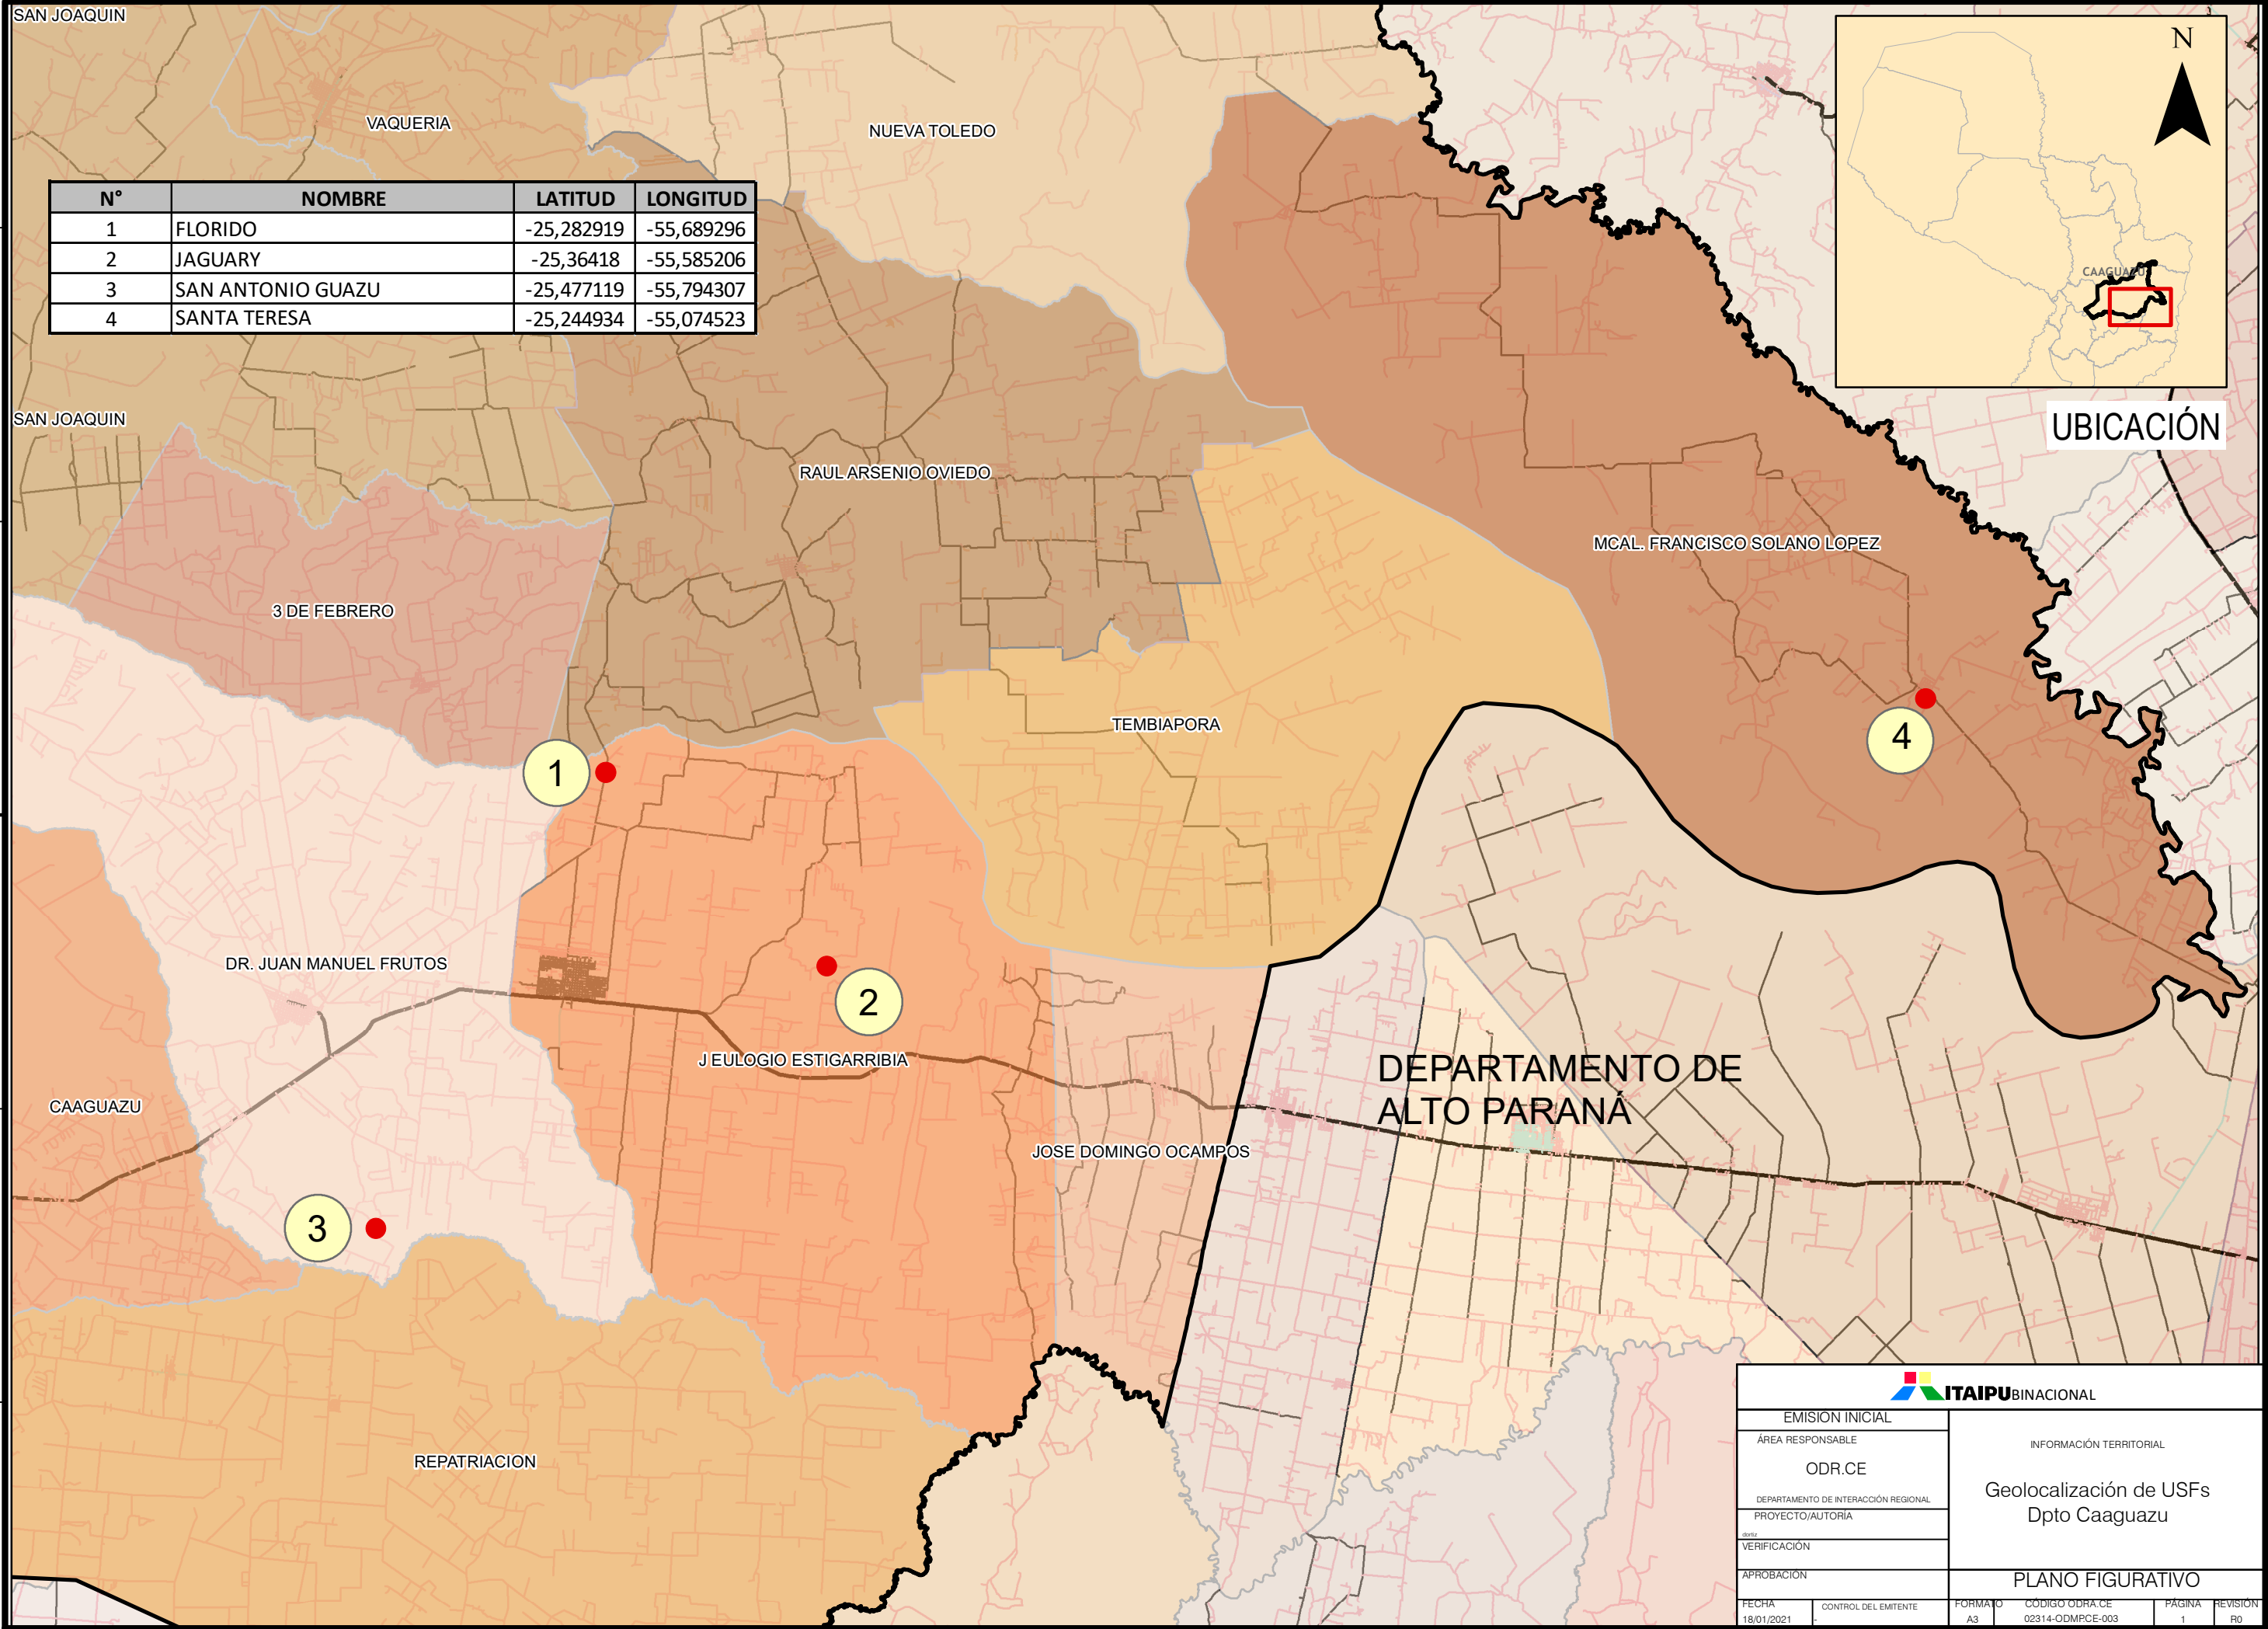 SAN JOAQUIN
VAQUERIA
NUEVA TOLEDO
N
CAAGUAZU
UBICACIÓN
N° NOMBRE LATITUD LONGITUD
1 FLORIDO -25,282919 -55,689296
2 JAGUARY -25,36418 -55,585206
3 SAN ANTONIO GUAZU -25,477119 -55,794307
4 SANTA TERESA -25,244934 -55,074523
SAN JOAQUIN
RAUL ARSENIO OVIEDO
MCAL. FRANCISCO SOLANO LOPEZ
3 DE FEBRERO
TEMBIAPORA
4
1
DR. JUAN MANUEL FRUTOS
2
J EULOGIO ESTIGARRIBIA
DEPARTAMENTO DE
ALTO PARANÁ
CAAGUAZU
JOSE DOMINGO OCAMPOS
3
REPATRIACION
ITAIPUBINACIONAL
EMISIÓN INICIAL
ÁREA RESPONSABLE
ODR.CE
DEPARTAMENTO DE INTERACCIÓN REGIONAL
PROYECTO/AUTORÍA
VERIFICACIÓN
APROBACIÓN
FECHA
18/01/2021
CONTROL DEL EMITENTE
-
INFORMACIÓN TERRITORIAL
Geolocalización de USFs
Dpto Caaguazu
PLANO FIGURATIVO
FORMATO CÓDIGO ODRA.CE PÁGINA REVISIÓN
A3 02314-ODMP.CE-003 1 R0